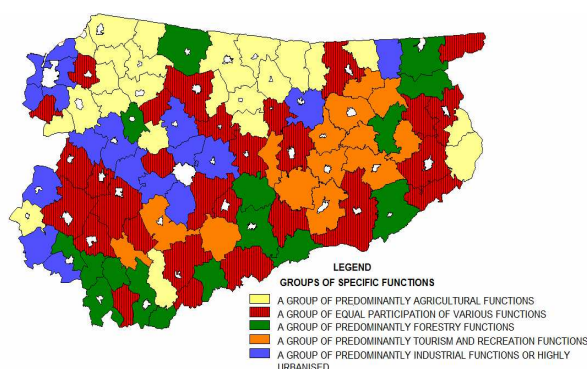 LEGEND
GROUPS OF SPECIFIC FUNCTIONS
A GROUP OF PREDOMINANTLY AGRICULTURAL FUNCTIONS
A GROUP OF EQUAL PARTICIPATION OF VARIOUS FUNCTIONS
A GROUP OF PREDOMINANTLY FORESTRY FUNCTIONS
A GROUP OF PREDOMINANTLY TOURISM AND RECREATION FUNCTIONS
A GROUP OF PREDOMINANTLY INDUSTRIAL FUNCTIONS OR HIGHLY
URBANISED